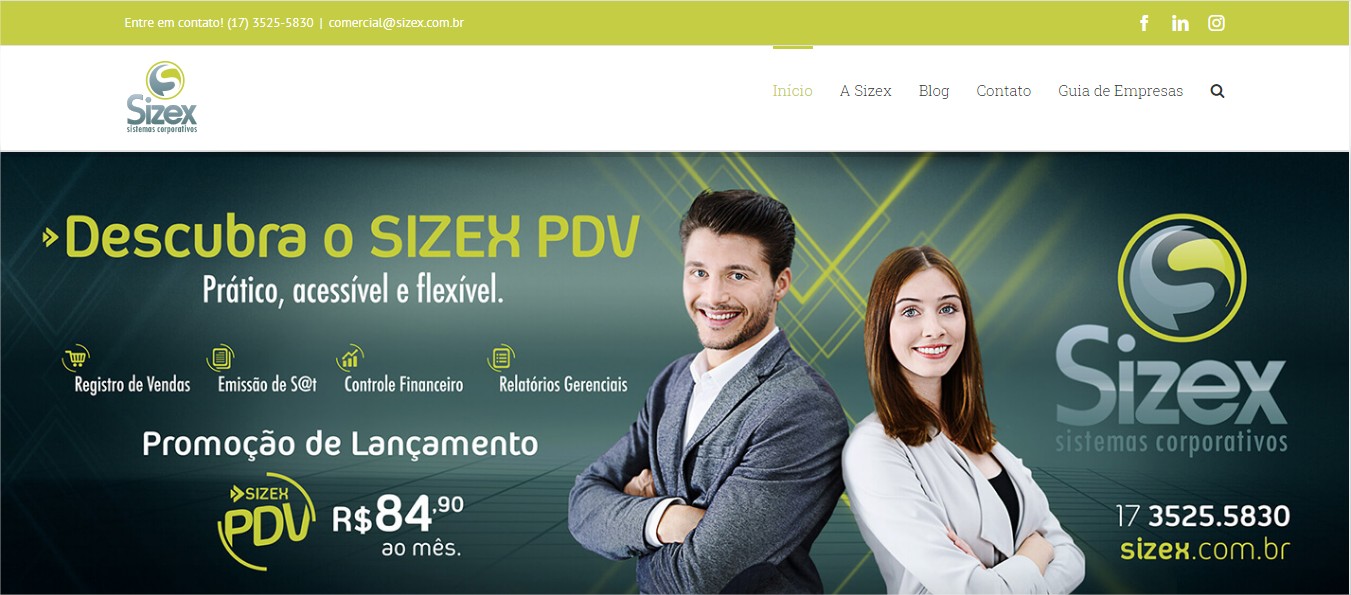 Entre em contato! (17) 3525-5830 | comercial@sizex.com.br
Sizex
sistemas corporativos
Início
A Sizex
Blog
Contato
Guia de Empresas
Descubra o SIZEX PDV
Prático, acessível e flexível.
Registro de Vendas
Emissão de S@t
Controle Financeiro
Relatórios Gerenciais
Promoção de Lançamento
SIZEX
PDV
R$84,90
ao mês.
Sizex
sistemas corporativos
17 3525.5830
sizex.com.br